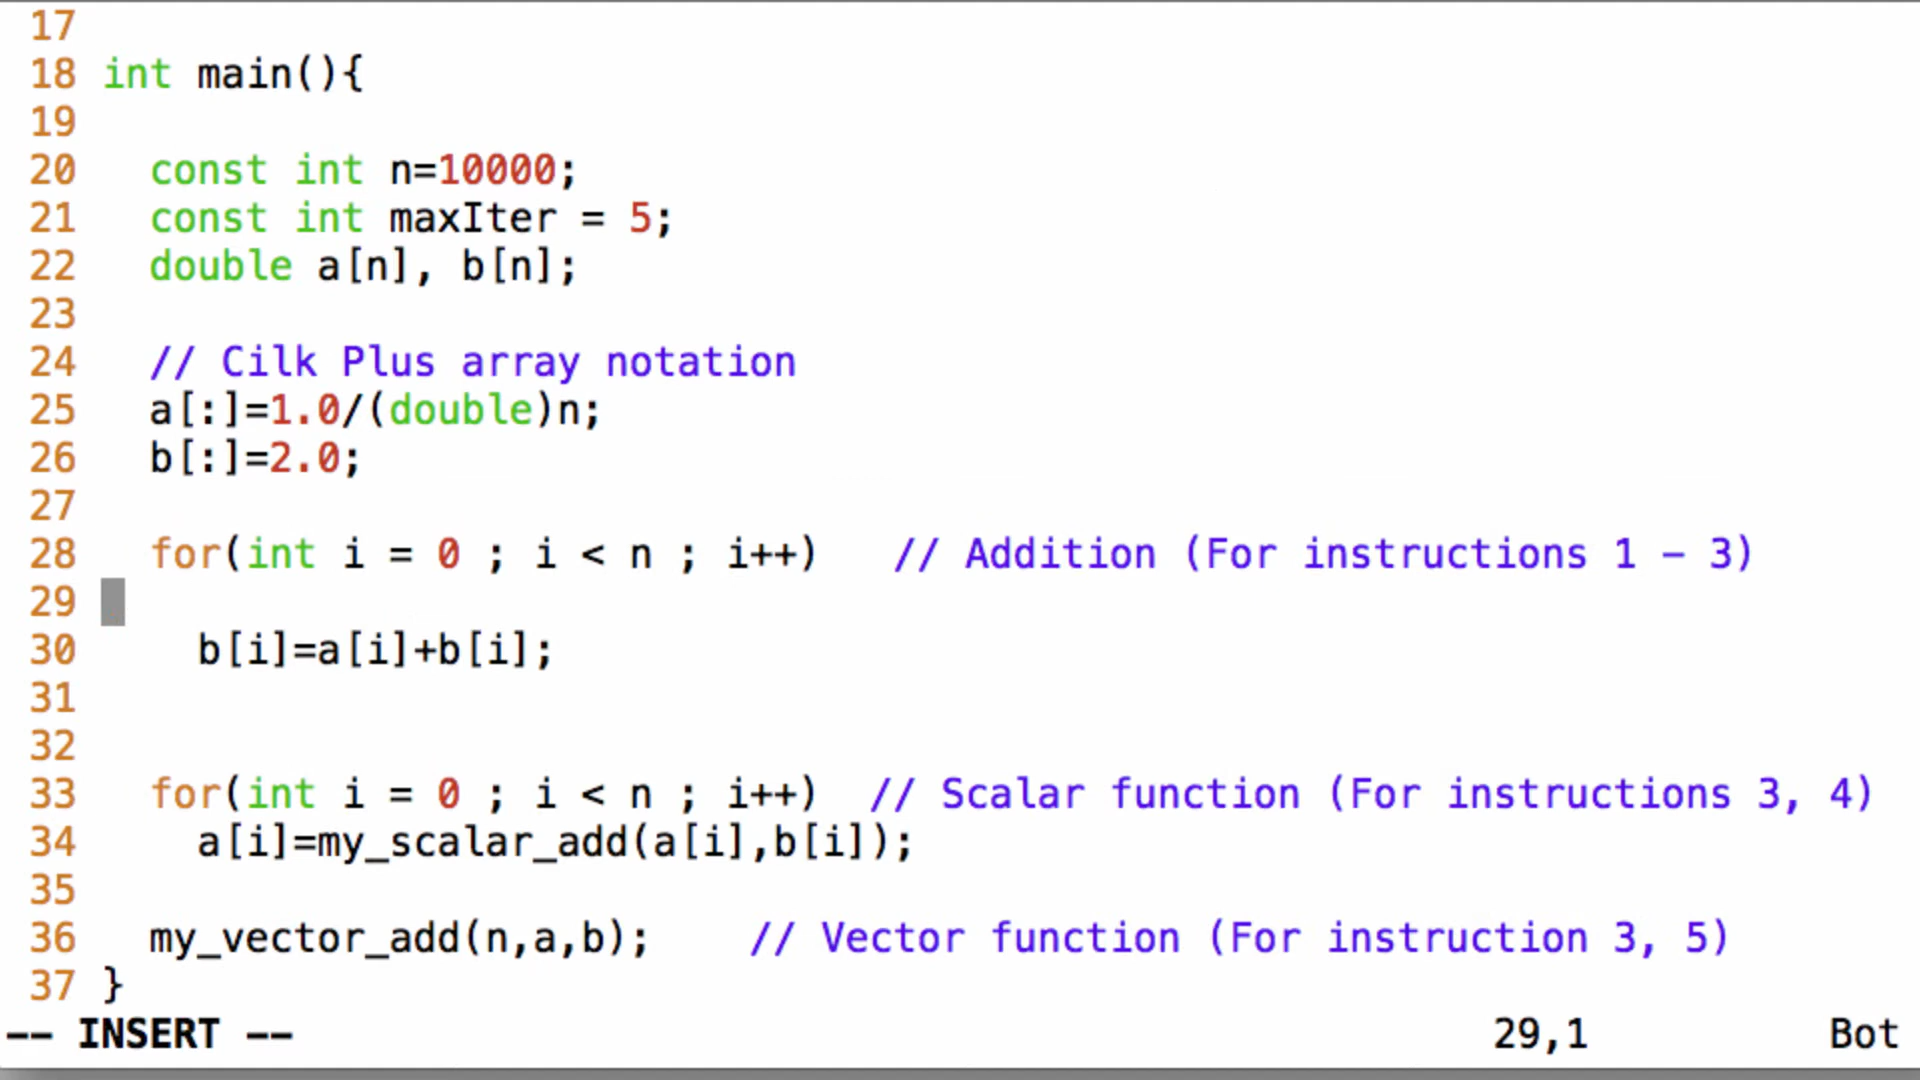 17
18 int main(){
19
20   const int n=10000;
21   const int maxIter = 5;
22   double a[n], b[n];
23
24   // Cilk Plus array notation
25   a[:]=1.0/(double)n;
26   b[:]=2.0;
27
28   for(int i = 0 ; i < n ; i++)   // Addition (For instructions 1 - 3)
29
30     b[i]=a[i]+b[i];
31
32
33   for(int i = 0 ; i < n ; i++)  // Scalar function (For instructions 3, 4)
34     a[i]=my_scalar_add(a[i],b[i]);
35
36   my_vector_add(n,a,b);    // Vector function (For instruction 3, 5)
37 }
-- INSERT -- 29,1 Bot